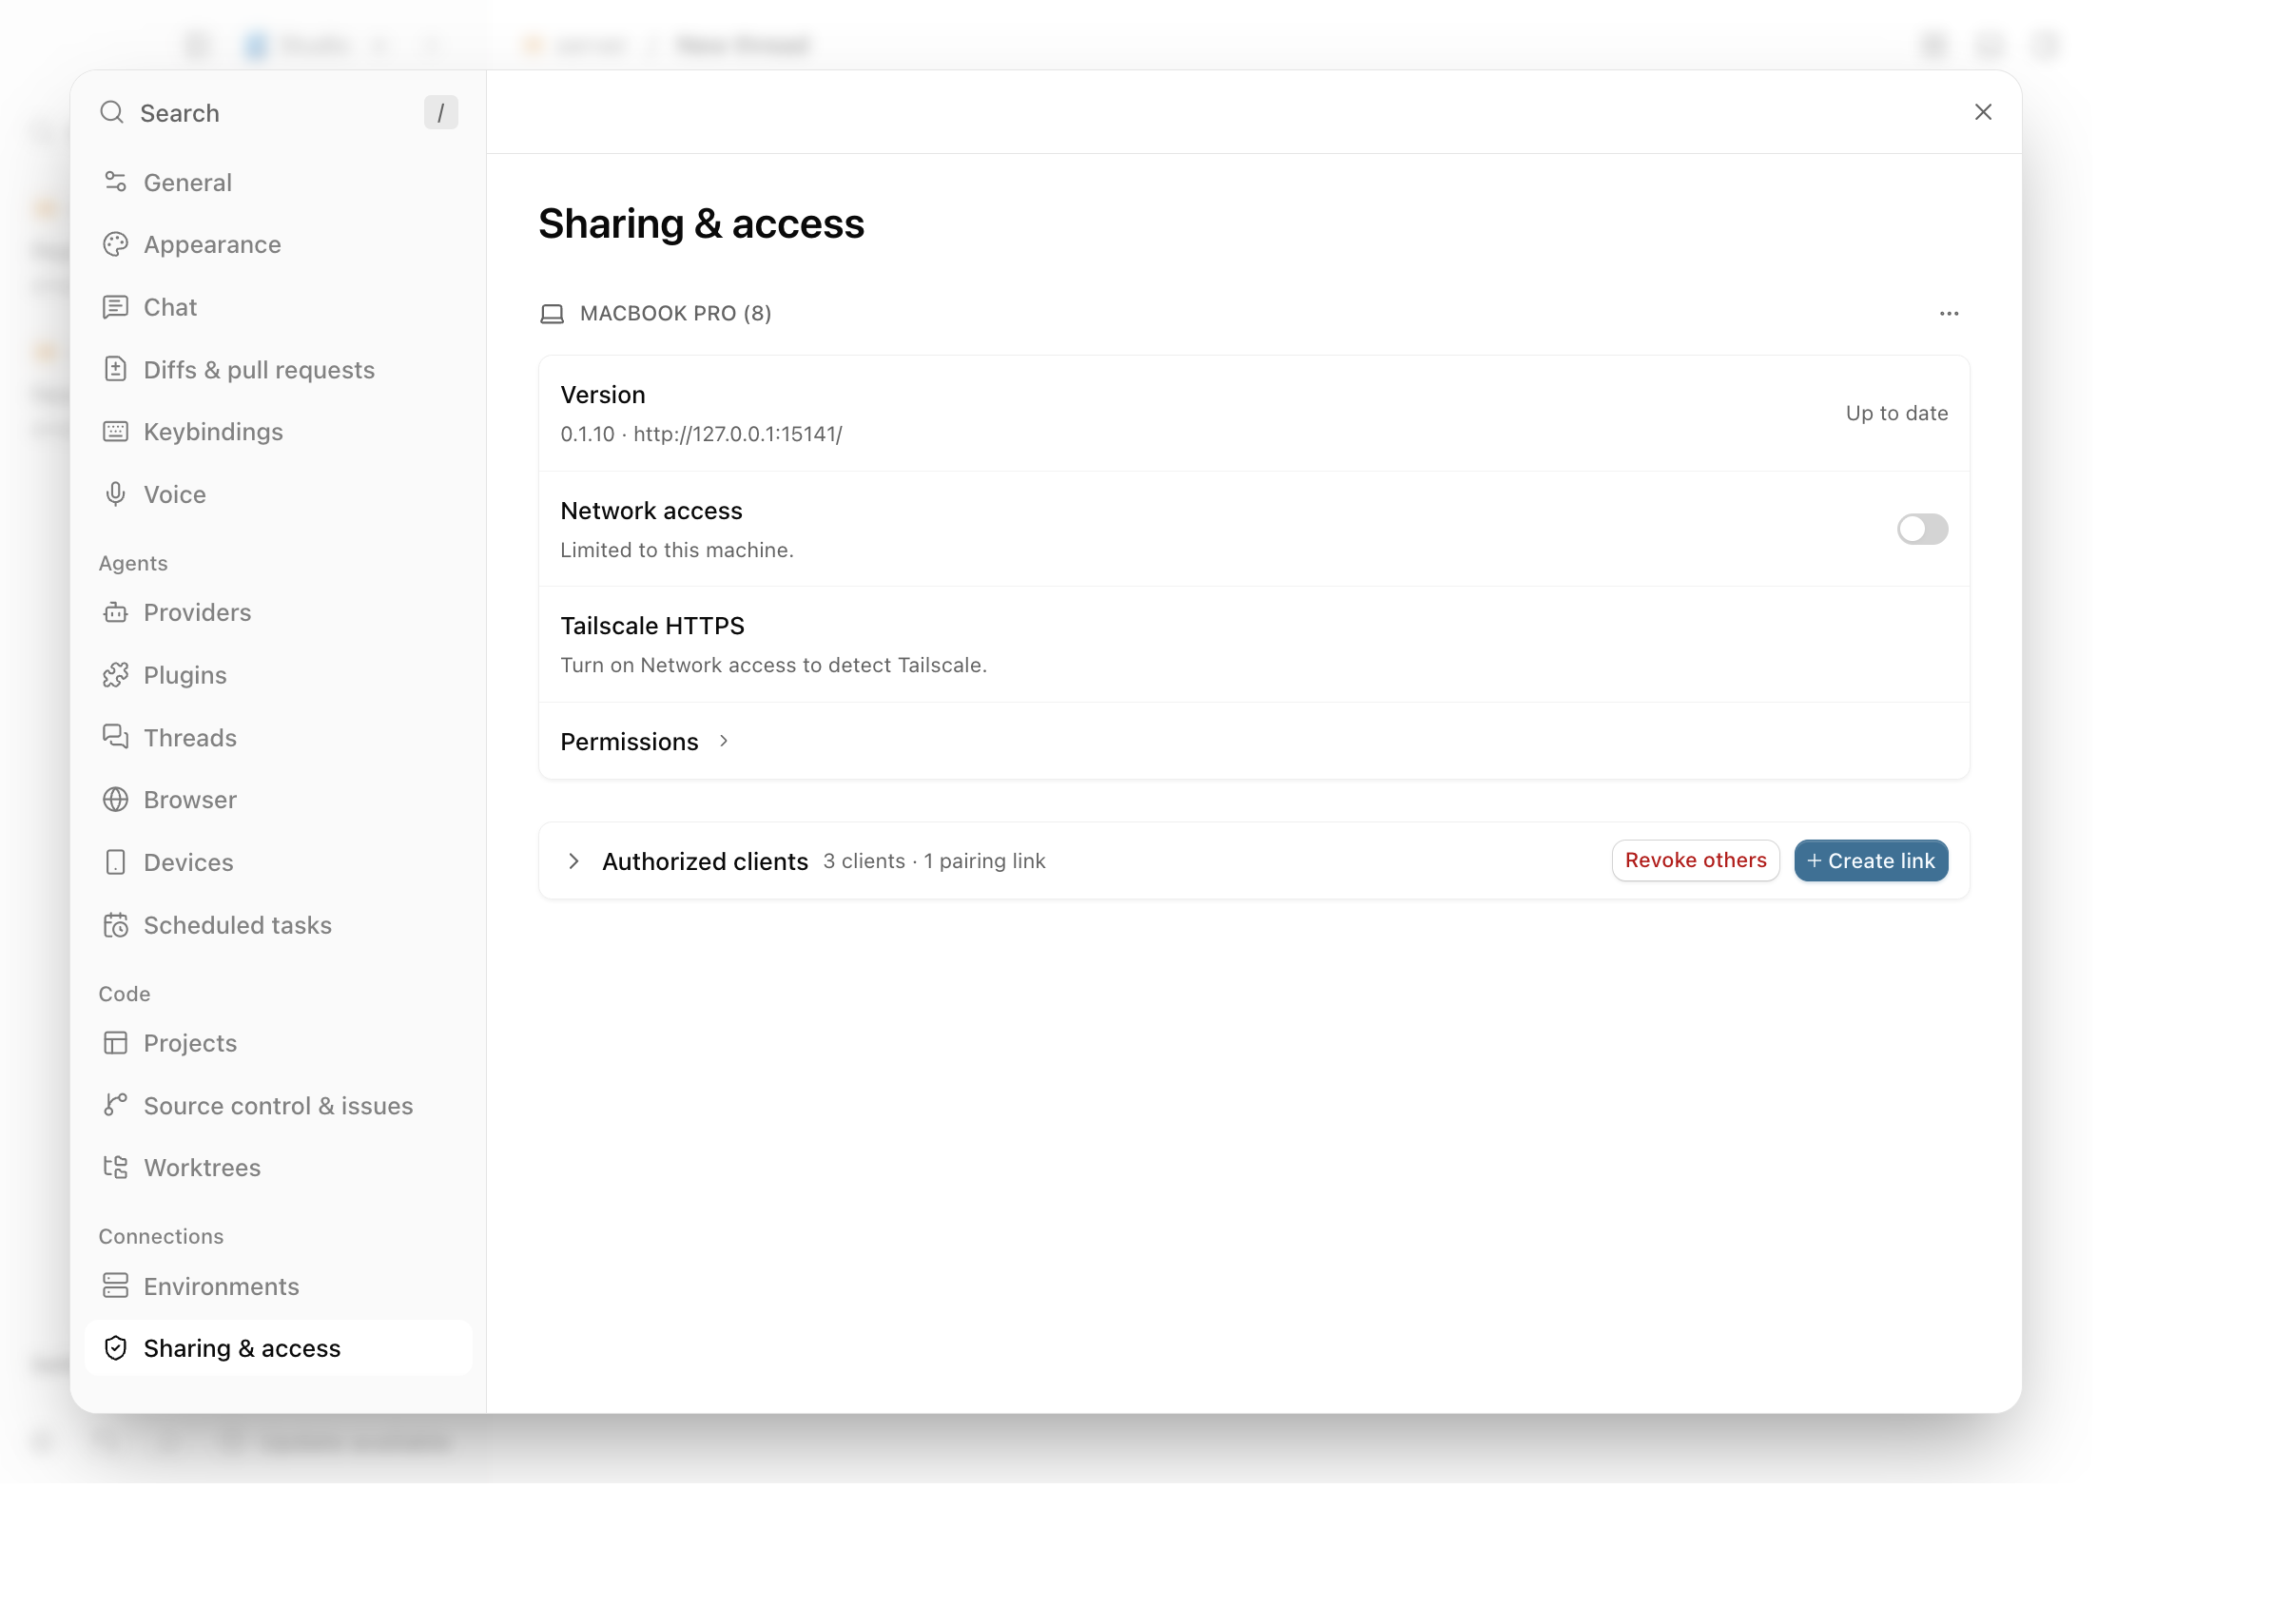 Search
/
General
Appearance
Chat
Diffs & pull requests
Keybindings
Voice
Agents
Providers
Plugins
Threads
Browser
Devices
Scheduled tasks
Code
Projects
Source control & issues
Worktrees
Connections
Environments
Sharing & access
Sharing & access
MACBOOK PRO (8)
Version
0.1.10 · http://127.0.0.1:15141/
Up to date
Network access
Limited to this machine.
Tailscale HTTPS
Turn on Network access to detect Tailscale.
Permissions
Authorized clients 3 clients · 1 pairing link
Revoke others
+ Create link